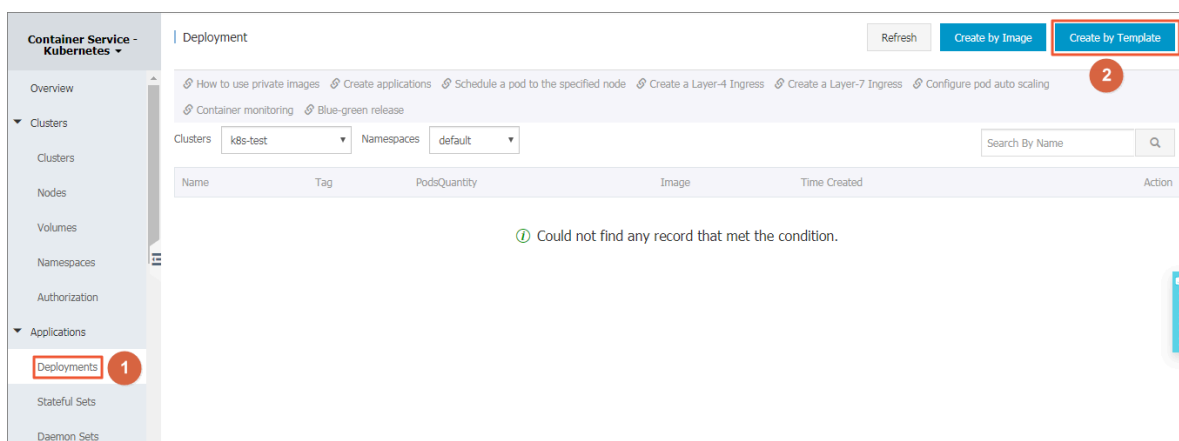 Container Service -
Kubernetes
Deployment
Refresh
Create by Image
Create by Template
2
Overview
How to use private images Create applications Schedule a pod to the specified node Create a Layer-4 Ingress Create a Layer-7 Ingress Configure pod auto scaling
Container monitoring Blue-green release
Clusters
Clusters k8s-test Namespaces default Search By Name
Clusters
Name Tag PodsQuantity Image Time Created Action
Nodes
Volumes
Could not find any record that met the condition.
Namespaces
Authorization
Applications
Deployments 1
Stateful Sets
Daemon Sets